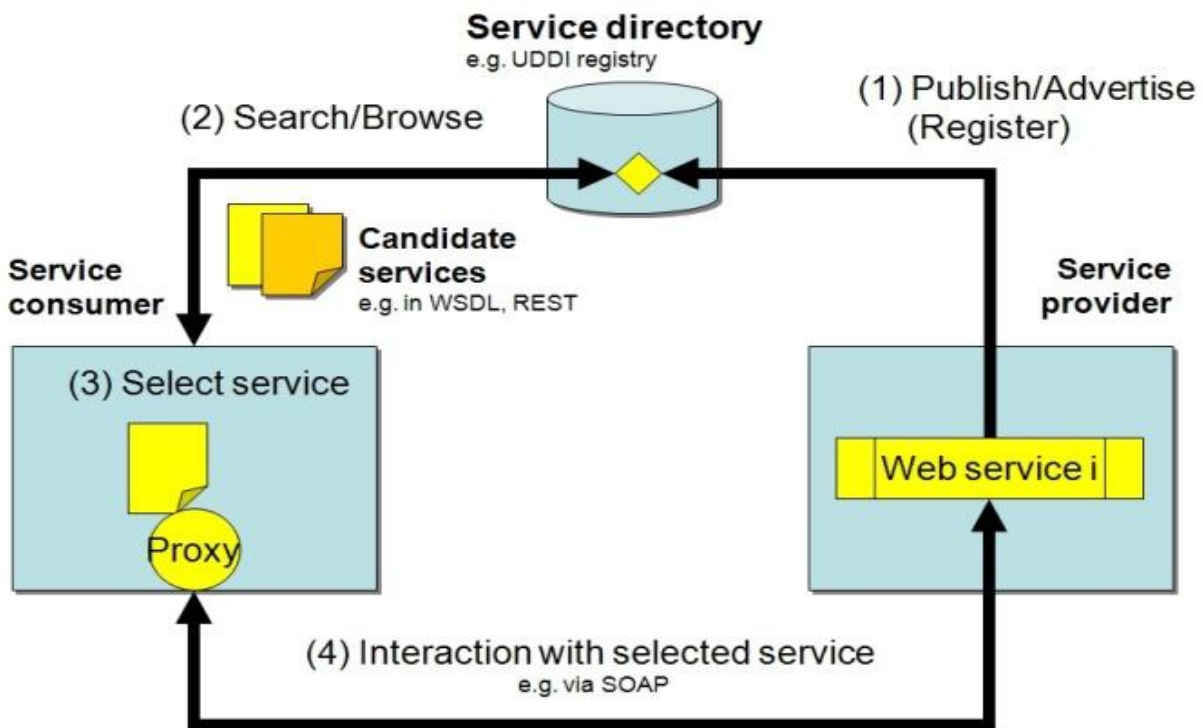 Service directory
e.g. UDDI registry
(1) Publish/Advertise
(Register)
(2) Search/Browse
Candidate
services
e.g. in WSDL, REST
Service
consumer
Service
provider
(3) Select service
Proxy
Web service i
(4) Interaction with selected service
e.g. via SOAP